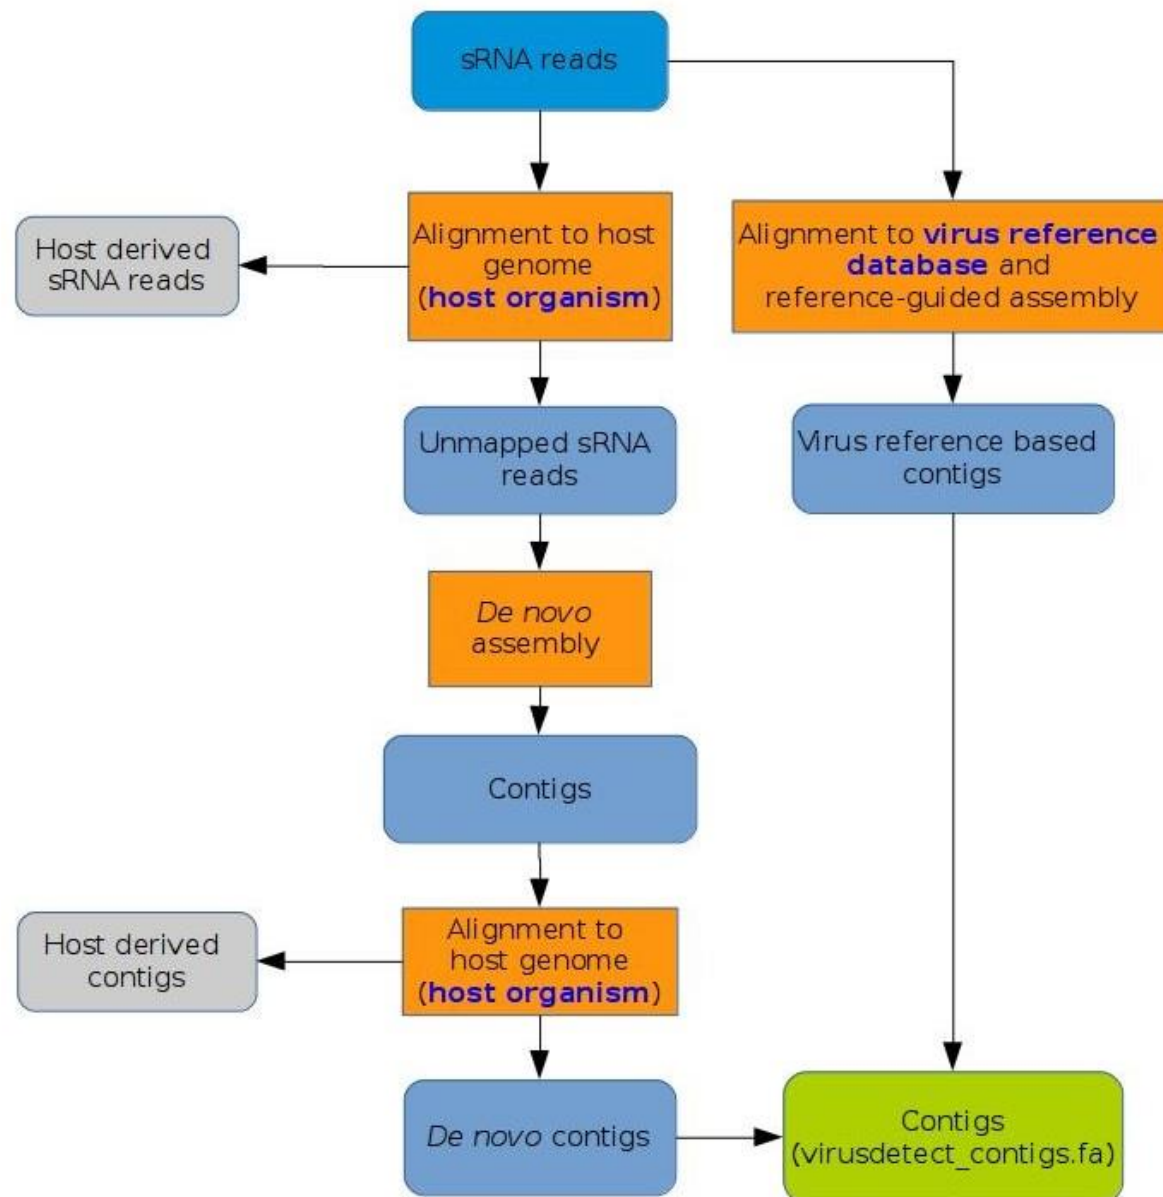 sRNA reads
Alignment to host
genome
(host organism)
Alignment to virus reference
database and
reference-guided assembly
Host derived
sRNA reads
Unmapped sRNA
reads
Virus reference based
contigs
De novo
assembly
Contigs
Alignment to
host genome
(host organism)
Host derived
contigs
De novo contigs
Contigs
(virusdetect_contigs.fa)